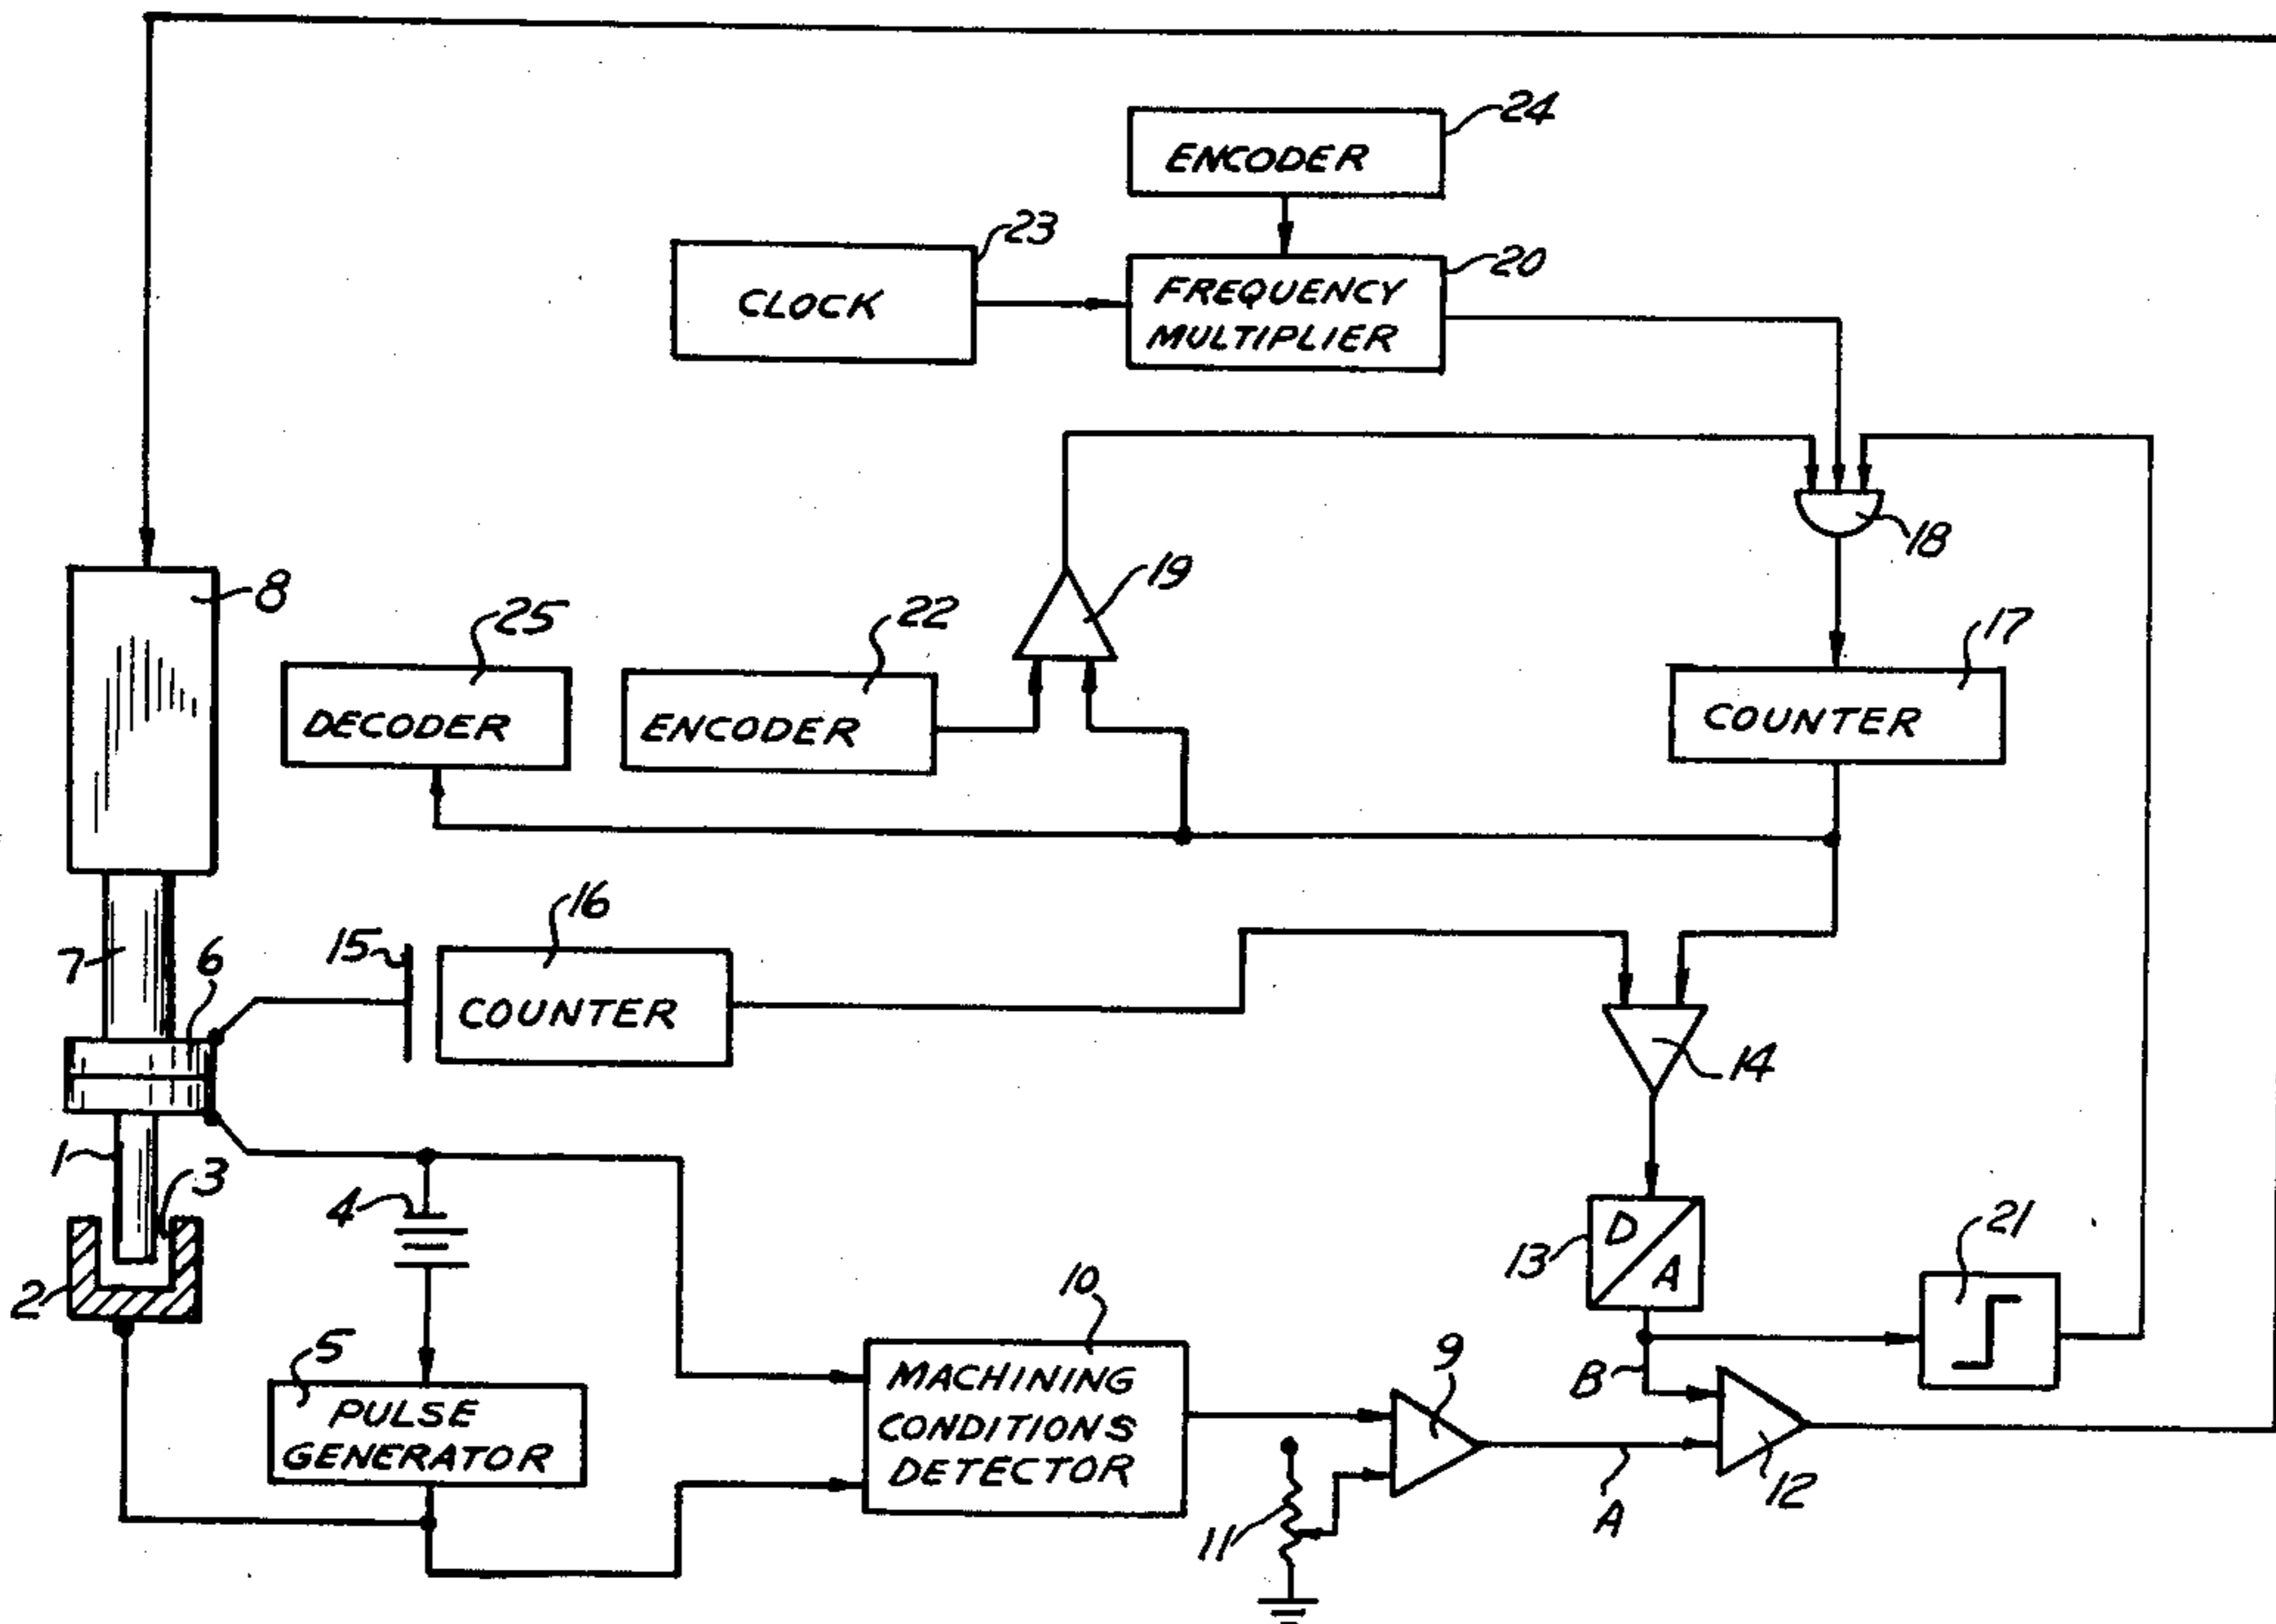 24
ENCODER
23
20
CLOCK
FREQUENCY
MULTIPLIER
18
8
25
22
19
17
DECODER
ENCODER
COUNTER
16
15
7
6
COUNTER
14
1
3
4
21
D
A
13
2
10
5
9
B
MACHINING
CONDITIONS
DETECTOR
PULSE
GENERATOR
12
11
A